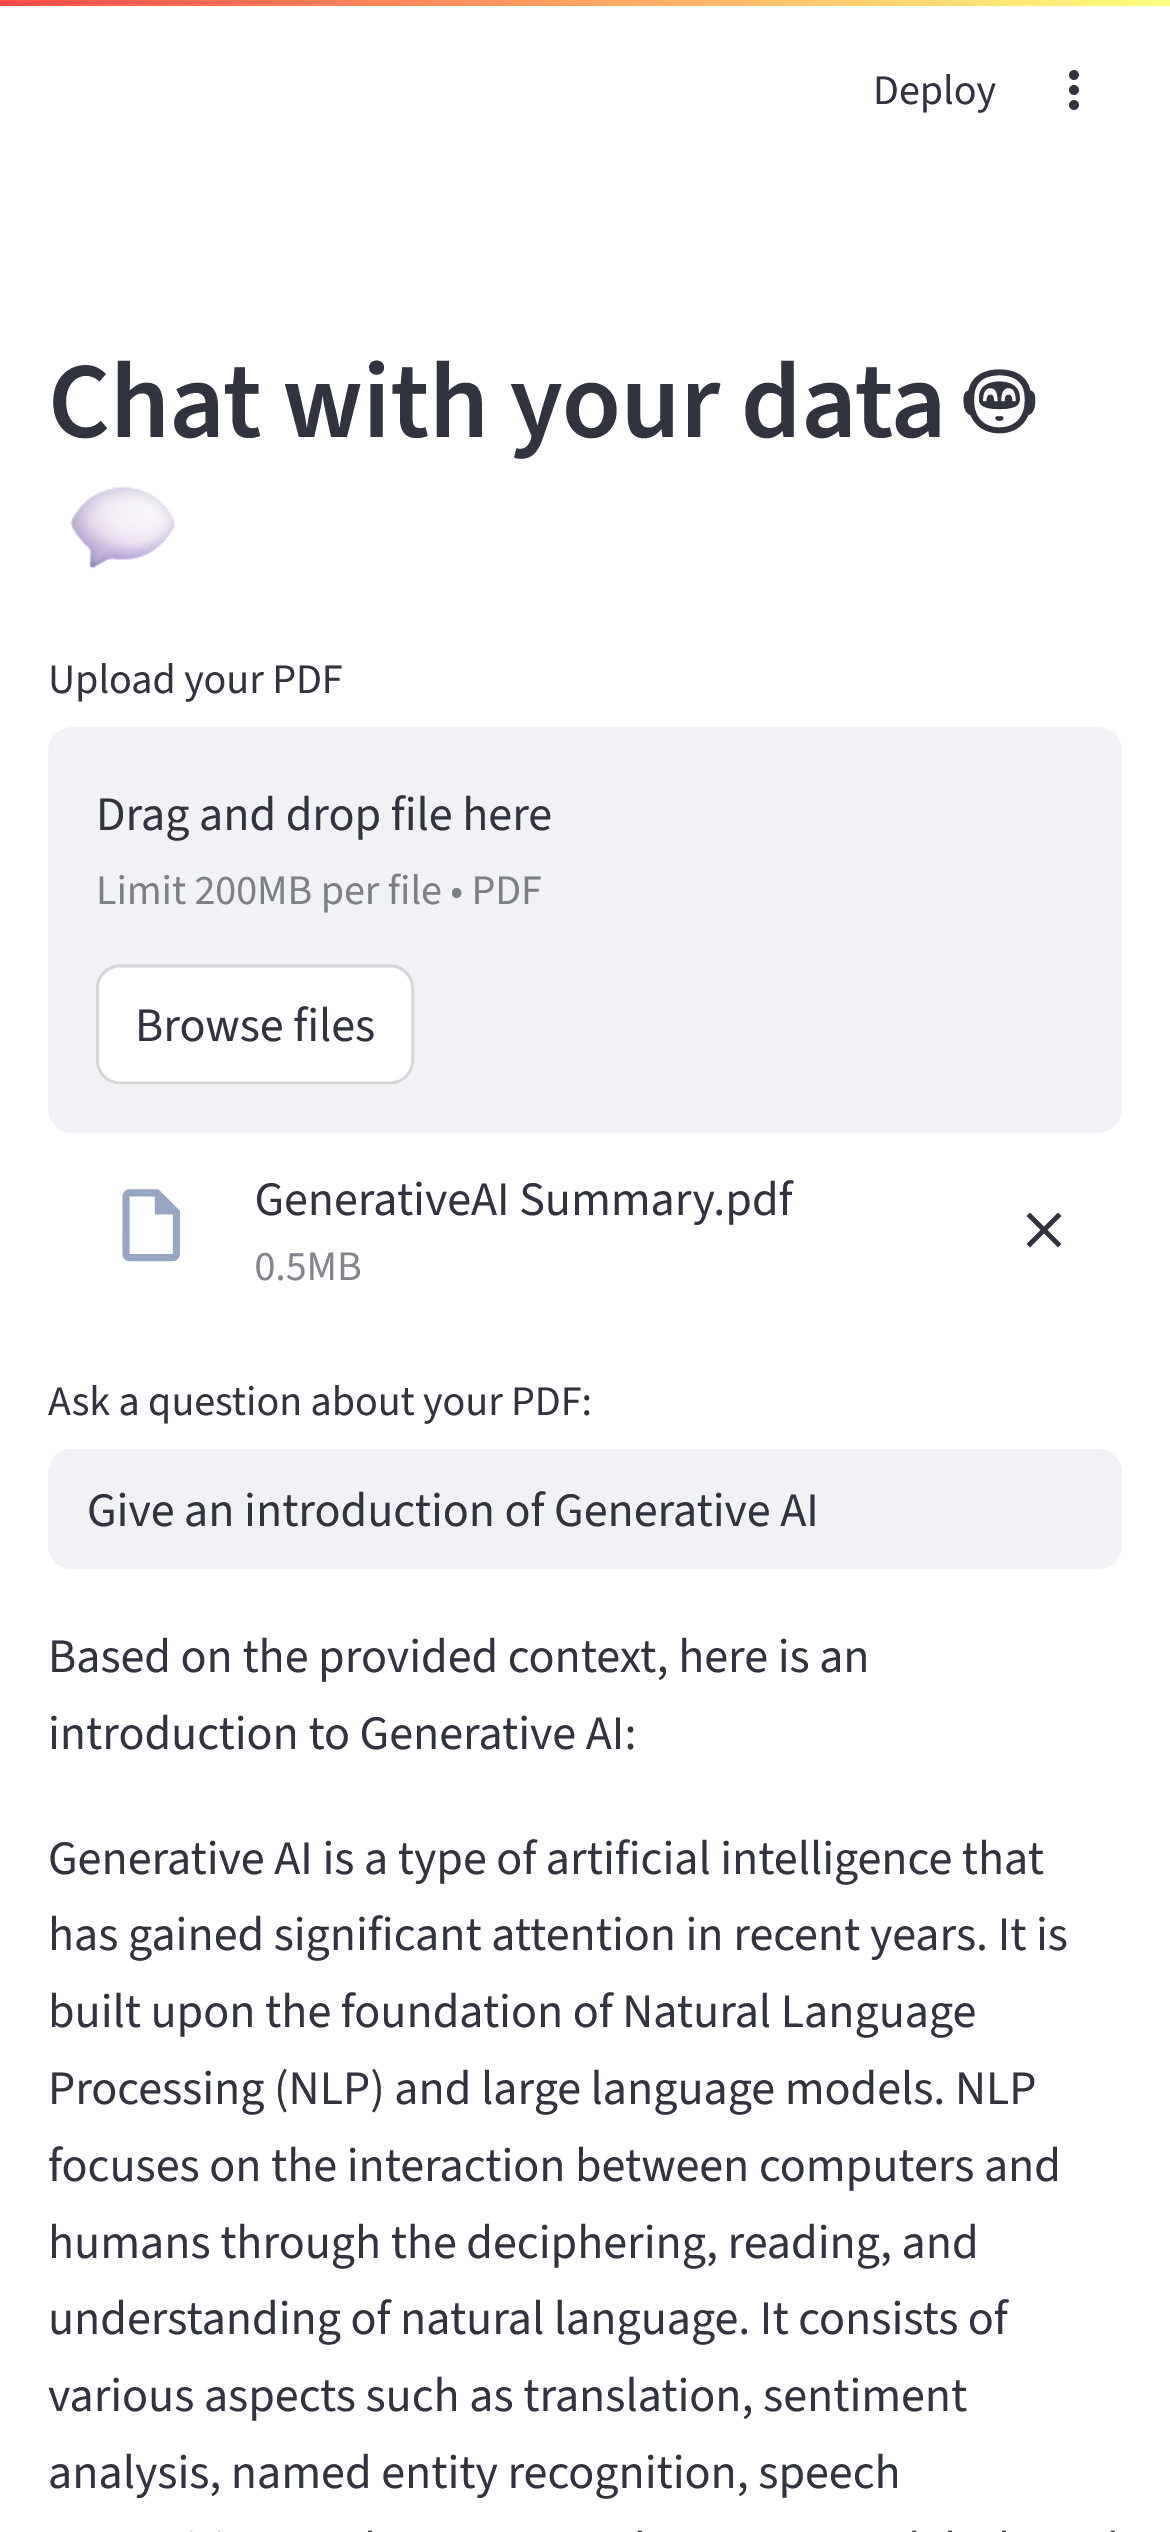 Deploy
Chat with your data
Upload your PDF
Drag and drop file here
Limit 200MB per file • PDF
Browse files
GenerativeAI Summary.pdf
0.5MB
Ask a question about your PDF:
Give an introduction of Generative AI
Based on the provided context, here is an
introduction to Generative AI:
Generative AI is a type of artificial intelligence that
has gained significant attention in recent years. It is
built upon the foundation of Natural Language
Processing (NLP) and large language models. NLP
focuses on the interaction between computers and
humans through the deciphering, reading, and
understanding of natural language. It consists of
various aspects such as translation, sentiment
analysis, named entity recognition, speech